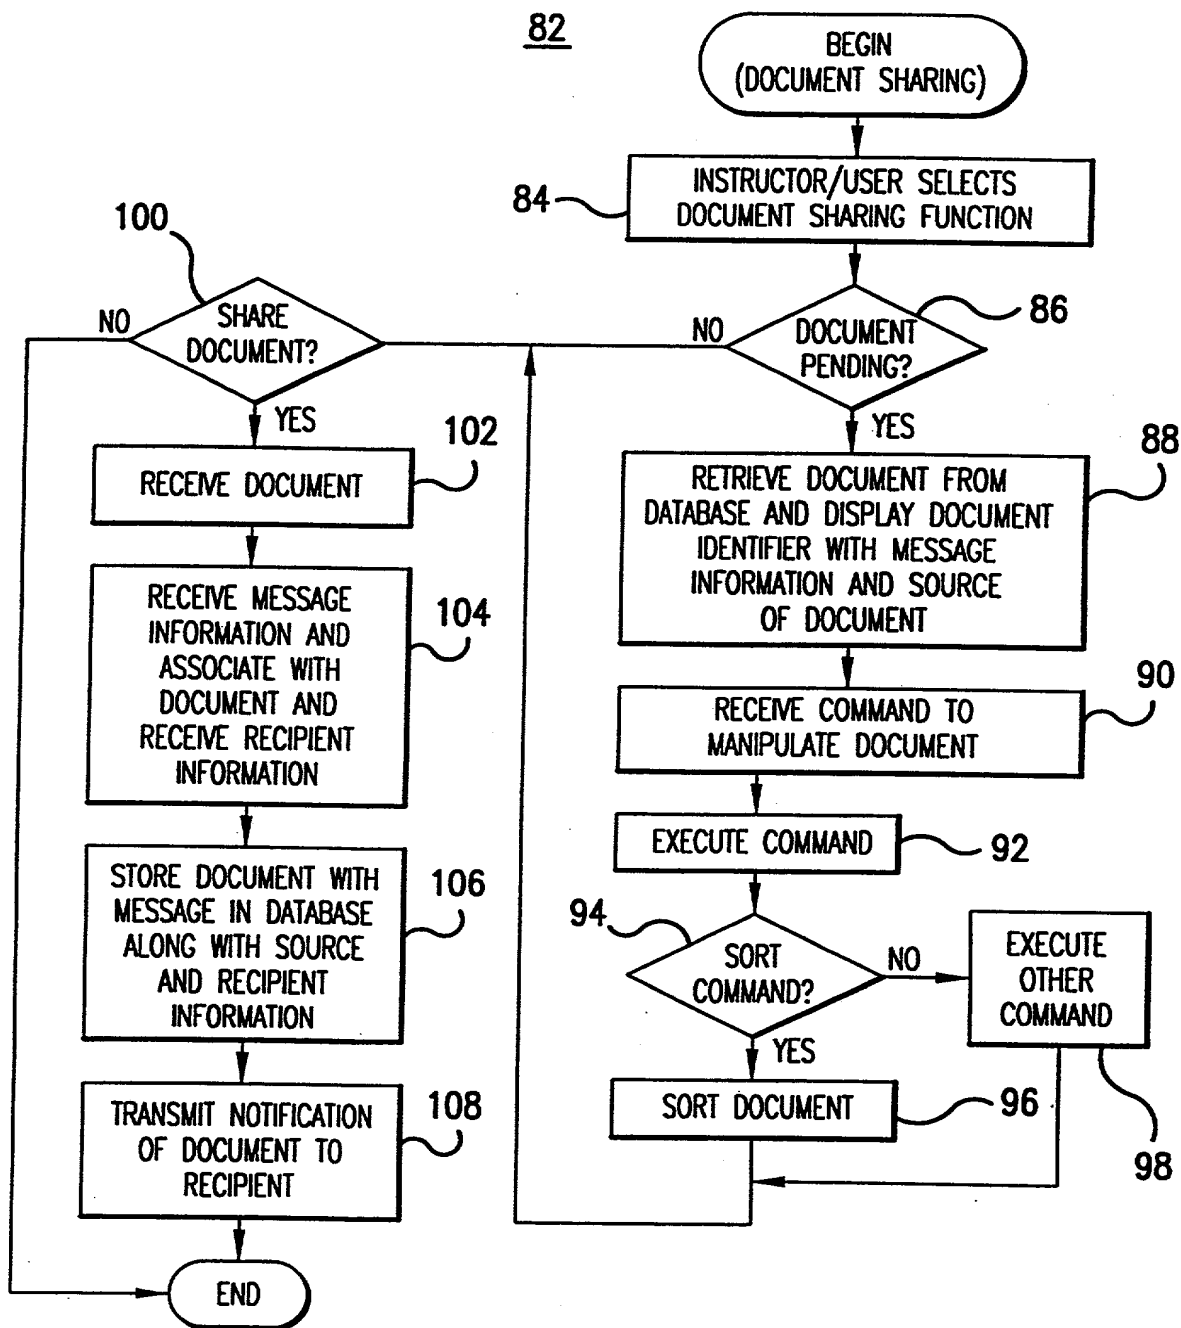 82
BEGIN
(DOCUMENT SHARING)
84
INSTRUCTOR/USER SELECTS
DOCUMENT SHARING FUNCTION
86
DOCUMENT
PENDING?
NO
YES
88
RETRIEVE DOCUMENT FROM
DATABASE AND DISPLAY DOCUMENT
IDENTIFIER WITH MESSAGE
INFORMATION AND SOURCE
OF DOCUMENT
90
RECEIVE COMMAND TO
MANIPULATE DOCUMENT
EXECUTE COMMAND
92
94
SORT
COMMAND?
NO
EXECUTE
OTHER
COMMAND
98
YES
SORT DOCUMENT
96
100
SHARE
DOCUMENT?
NO
YES
102
RECEIVE DOCUMENT
RECEIVE MESSAGE
INFORMATION AND
ASSOCIATE WITH
DOCUMENT AND
RECEIVE RECIPIENT
INFORMATION
104
STORE DOCUMENT WITH
MESSAGE IN DATABASE
ALONG WITH SOURCE
AND RECIPIENT
INFORMATION
106
TRANSMIT NOTIFICATION
OF DOCUMENT TO
RECIPIENT
108
END